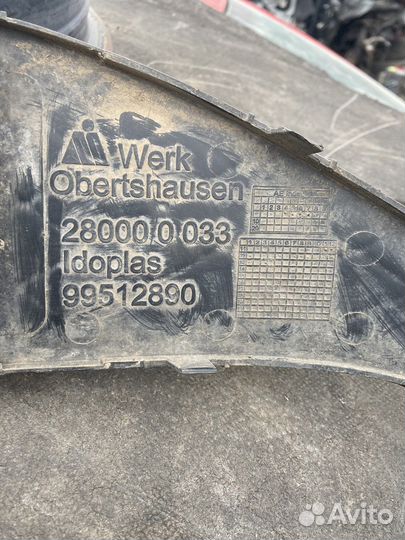 Werk
Obertshausen
28000 0 033
Idoplas
99512890
Avito